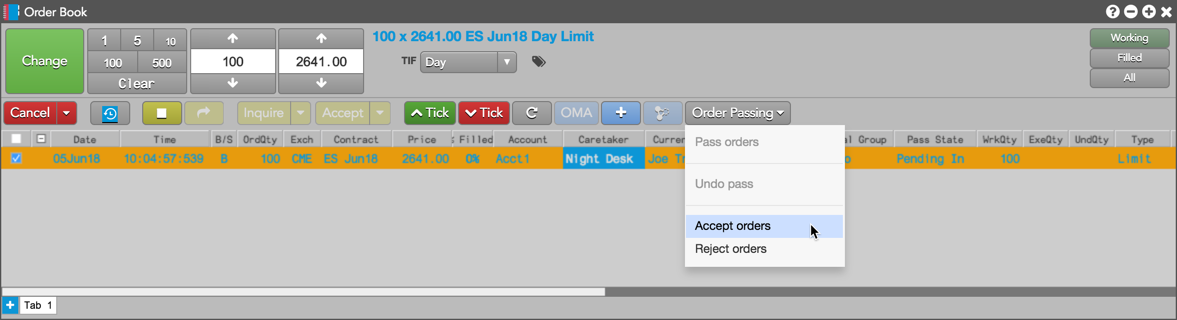 Order Book
Change
1 5 10
100 500
Clear
100
2641.00
100 x 2641.00 ES Jun18 Day Limit
TIF Day
Working
Filled
All
Cancel Inquire Accept Tick Tick OMA Order Passing
Date Time B/S OrdQty Exch Contract Price Filled Account Caretaker Curren al Group Pass State WrkQty ExeQty UndQty Type
05Jun18 10:04:57:539 B 100 CME ES Jun18 2641.00 0% Acct1 Night Desk Joe Tr Pending In 100 Limit
Pass orders
Undo pass
Accept orders
Reject orders
Tab 1